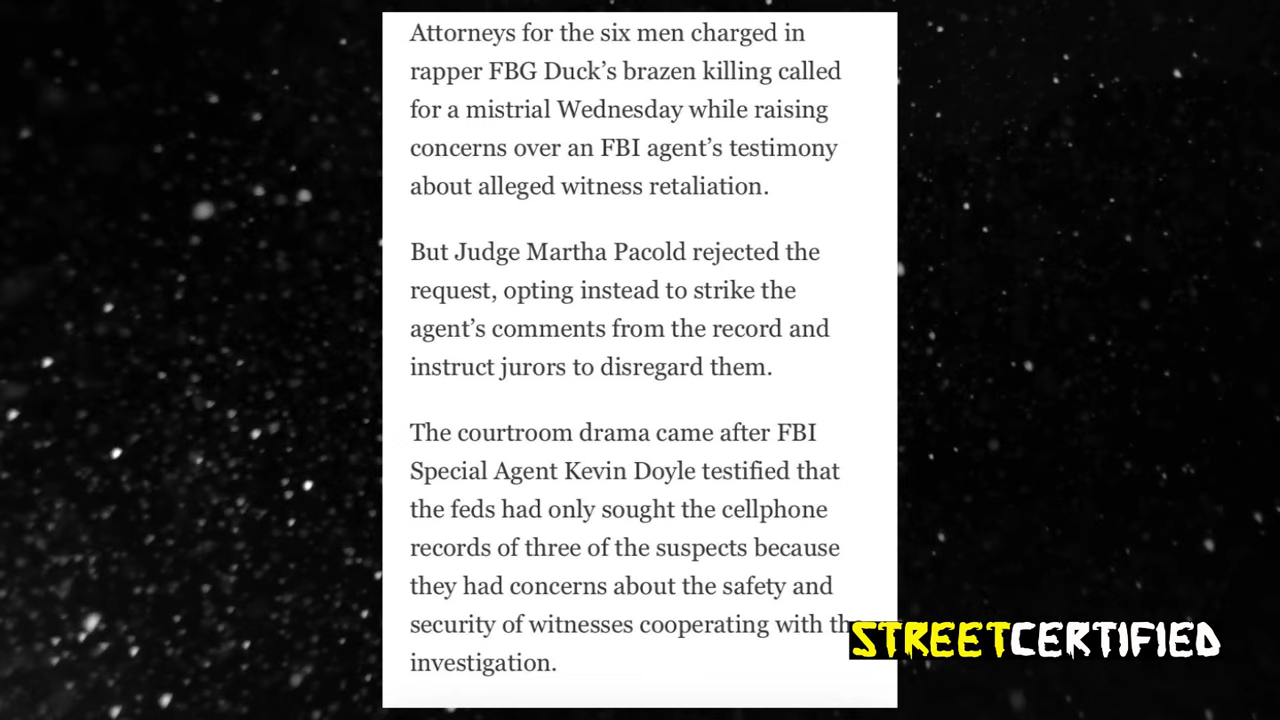 Attorneys for the six men charged in
rapper FBG Duck’s brazen killing called
for a mistrial Wednesday while raising
concerns over an FBI agent’s testimony
about alleged witness retaliation.
But Judge Martha Pacold rejected the
request, opting instead to strike the
agent’s comments from the record and
instruct jurors to disregard them.
The courtroom drama came after FBI
Special Agent Kevin Doyle testified that
the feds had only sought the cellphone
records of three of the suspects because
they had concerns about the safety and
security of witnesses cooperating with
investigation.
STREETCERTIFIED